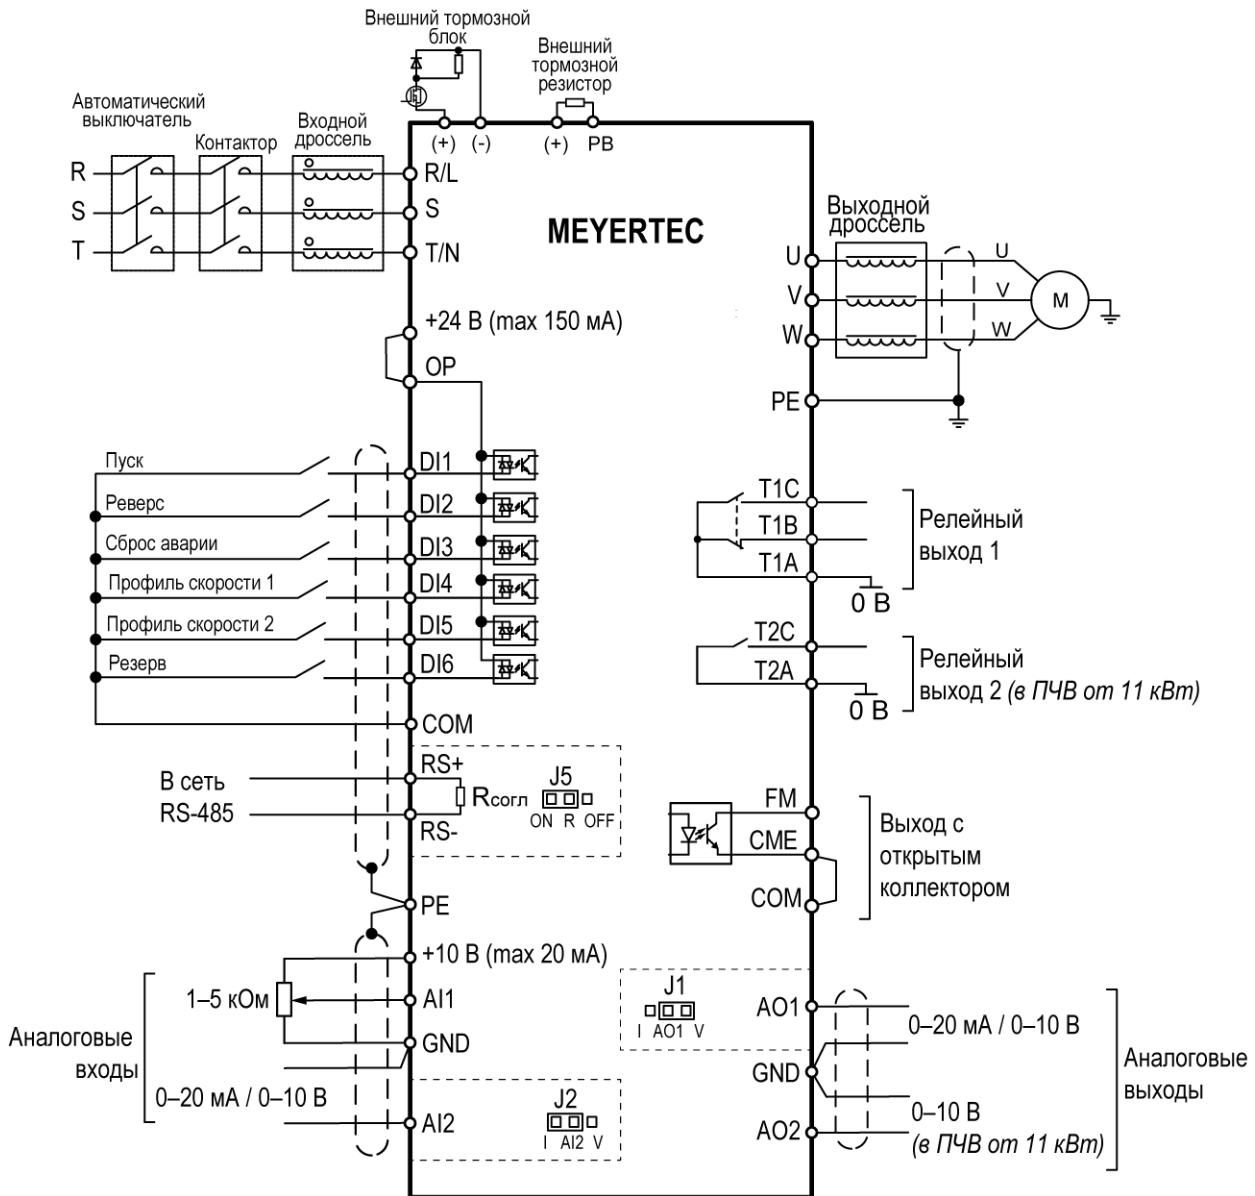 Внешний тормозной
блок
Внешний
тормозной
резистор
Автоматический
выключатель
Контактор
Входной
дроссель
(+) (-) (+) PB
R R/L
S S
T T/N
MEYERTEC
Выходной
дроссель
U U
V V M
W W
+24 В (max 150 мА)
OP
PE
Пуск DI1
Реверс DI2
Сброс аварии DI3
Профиль скорости 1 DI4
Профиль скорости 2 DI5
Резерв DI6
COM
T1C
T1B
T1A
0 В
Релейный
выход 1
T2C
T2A
0 В
Релейный
выход 2 (в ПЧВ от 11 кВт)
В сеть
RS-485
RS+
RS-
Rсогл
J5
ON R OFF
FM
CME
COM
Выход с
открытым
коллектором
PE
+10 В (max 20 мА)
1–5 кОм AI1
GND
Аналоговые
входы
0–20 мА / 0–10 В
AI2
J2
I AI2 V
J1
I AO1 V
AO1
0–20 мА / 0–10 В
GND
0–10 В
AO2
(в ПЧВ от 11 кВт)
Аналоговые
выходы